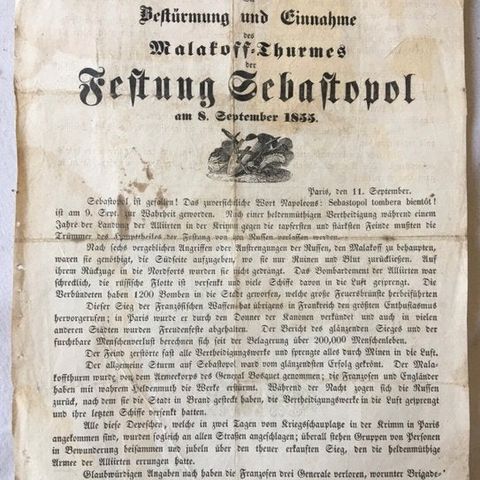 Bestürmung und Einnahme
des
Malakoff-Thurmes
der
Festung Sebastopol
am 8. September 1855.
Paris, den 11. September.
Sebastopol ist gefallen! Das zuversichtliche Wort Napoleons: Sebastopol tombera bientôt!
ist am 9. Sept. zur Wahrheit geworden. Nach einer heldenmüthigen Vertheidigung während einem
Jahre der Landung der Alliirten in der Krimm gegen die tapfersten und stärksten Feinde mußten die
Trümmer des Haupttheils der Festung von den Russen verlassen werden.
Nach sechs vergeblichen Angriffen oder Anstrengungen der Russen, den Malakoff zu behaupten,
waren sie genöthigt, die Südseite aufzugeben, wo sie nur Ruinen und Blut zurückließen. Auf
ihrem Rückzuge in die Nordforts wurden sie nicht gedrängt. Das Bombardement der Alliirten war
schrecklich, die russische Flotte ist versenkt und viele Schiffe davon in die Luft gesprengt. Die
Verbündeten haben 1200 Bomben in die Stadt geworfen, welche große Feuersbrünste herbeiführten
Dieser Sieg der Französischen Waffen hat übrigens in Frankreich den größten Enthusiasmus
hervorgerufen; in Paris wurde er durch den Donner der Kanonen verkündet und auch in vielen
anderen Städten wurden Freudenfeste abgehalten. Der Bericht des glänzenden Sieges und der
furchtbare Menschenverlust berechnen sich seit der Belagerung über 200,000 Menschenleben.
Der Feind zerstörte fast alle Vertheidigungswerke und sprengte alles durch Minen in die Luft.
Der allgemeine Sturm auf Sebastopol ward vom glänzendsten Erfolg gekrönt. Der Mala-
koffthurm wurde von dem Armeekorps des General Bosquet genommen; die Franzosen und Engländer
haben mit wahrem Heldenmuth die Werke erstürmt. Während der Nacht zogen sich die Russen
zurück, nach dem sie die Stadt in Brand gesteckt haben, die Vertheidigungswerke in die Luft gesprengt
und ihre letzten Schiffe versenkt hatten.
Alle diese Depeschen, welche in zwei Tagen vom Kriegsschauplatze in der Krimm in Paris
angekommen sind, wurden sogleich an allen Straßen angeschlagen; überall stehen Gruppen von Personen
in Bewunderung beisammen und jubeln über den theuer erkauften Sieg, den die heldenmüthige
Armee der Alliirten errungen hatte.
Glaubwürdigen Angaben nach haben die Franzosen drei Generale verloren, worunter Brigade-